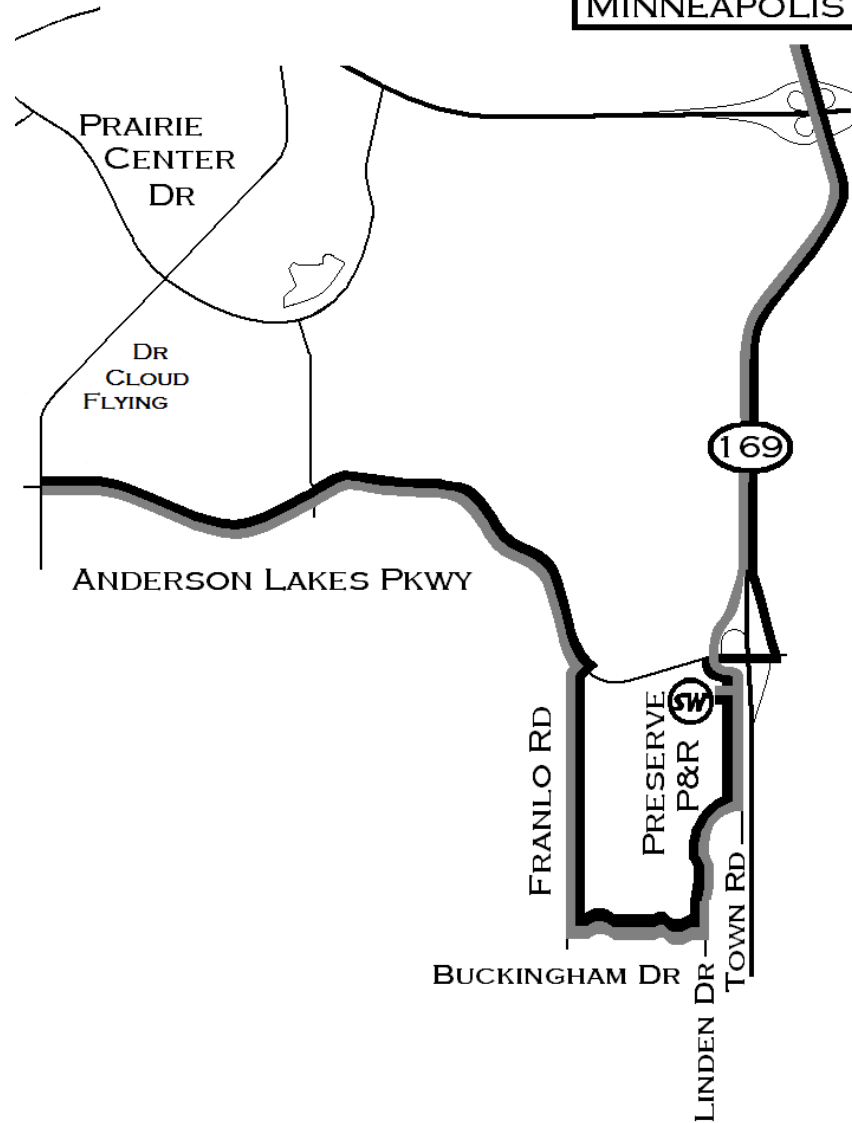 MINNEAPOLIS
PRAIRIE
CENTER
DR
DR
CLOUD
FLYING
169
ANDERSON LAKES PKWY
SW
PRESERVE
P&R
FRANLO RD
TOWN RD
BUCKINGHAM DR
LINDEN DR